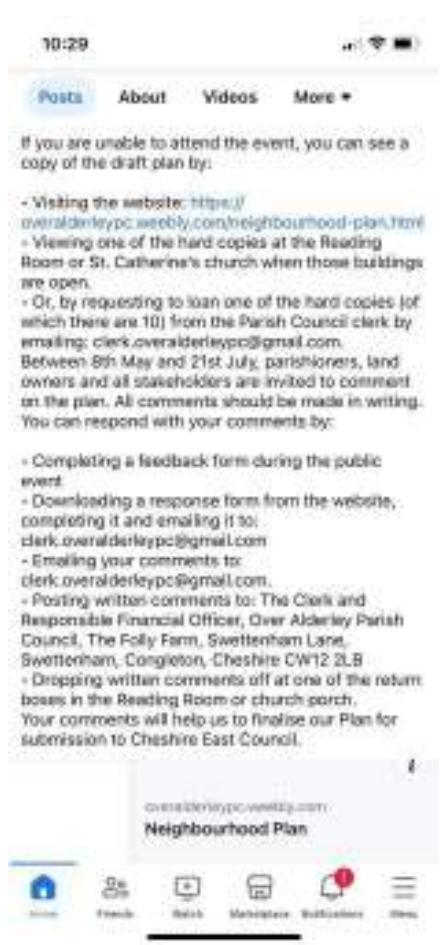 10:29
Posts About Videos More
If you are unable to attend the event, you can see a
copy of the draft plan by:
- Visiting the website: https://
overalderleypc.weebly.com/neighbourhood-plan.html
- Viewing one of the hard copies at the Reading
Room or St. Catherine's church when those buildings
are open.
- Or, by requesting to loan one of the hard copies (of
which there are 10) from the Parish Council clerk by
emailing: clerk.overalderleypc@gmail.com.
Between 8th May and 21st July, parishioners, land
owners and all stakeholders are invited to comment
on the plan. All comments should be made in writing.
You can respond with your comments by:
- Completing a feedback form during the public
event
- Downloading a response form from the website,
completing it and emailing it to:
clerk.overalderleypc@gmail.com
- Emailing your comments to:
clerk.overalderleypc@gmail.com.
- Posting written comments to: The Clerk and
Responsible Financial Officer, Over Alderley Parish
Council, The Folly Farm, Swettenham Lane,
Swettenham, Congleton, Cheshire CW12 2LB
- Dropping written comments off at one of the return
boxes in the Reading Room or church porch.
Your comments will help us to finalise our Plan for
submission to Cheshire East Council.
i
overalderleypc.weebly.com
Neighbourhood Plan
1
Home Friends Watch Marketplace Notifications Menu